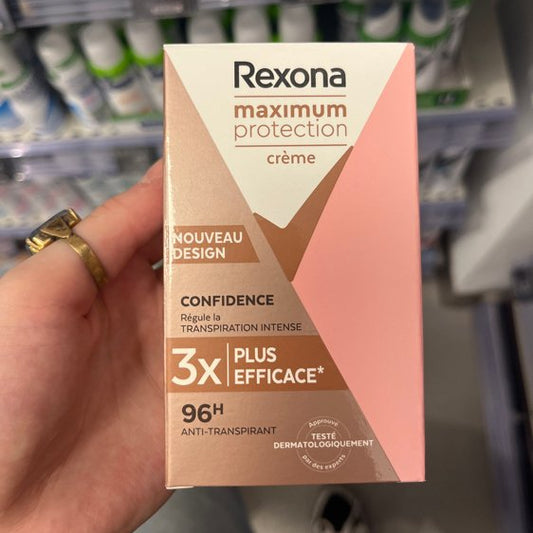 Rexona
maximum
protection
crème
NOUVEAU
DESIGN
CONFIDENCE
Régule la
TRANSPIRATION INTENSE
3x PLUS
EFFICACE*
96H
ANTI-TRANSPIRANT
Approuvé
TESTÉ
DERMATOLOGIQUEMENT
par des experts